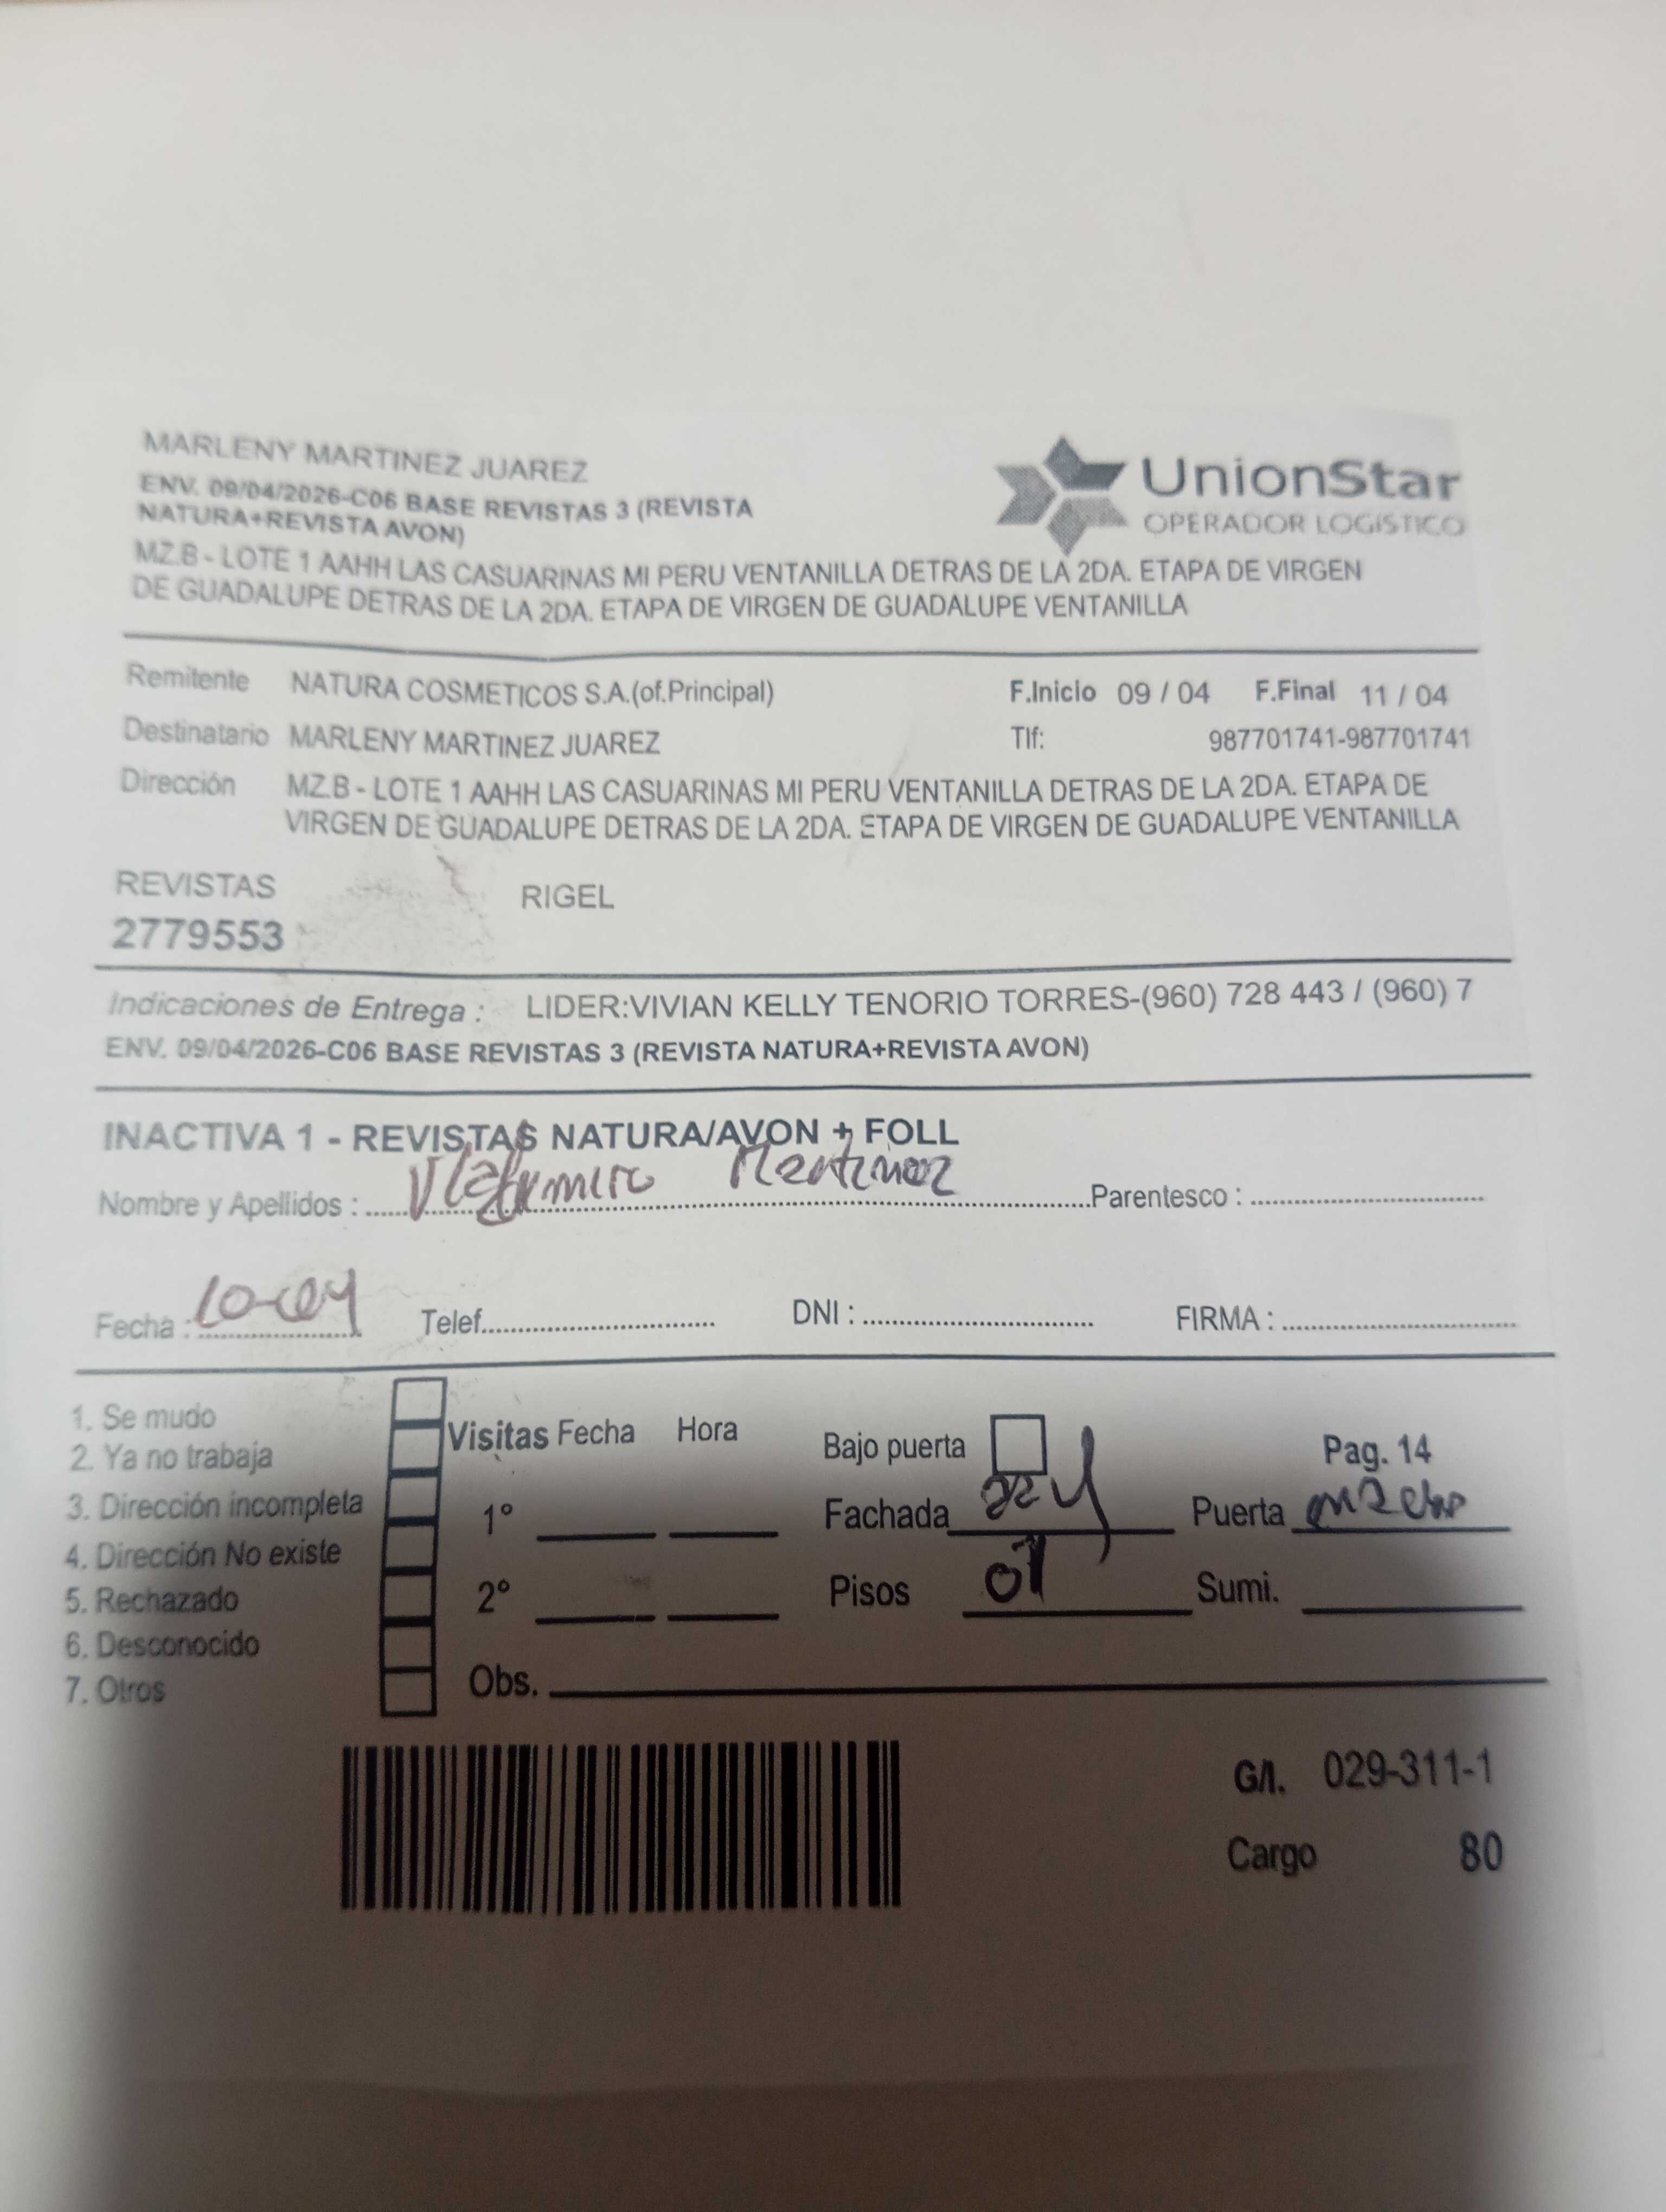 MARLENY MARTINEZ JUAREZ
ENV. 09/04/2026-C06 BASE REVISTAS 3 (REVISTA
NATURA+REVISTA AVON)
MZ.B - LOTE 1 AAHH LAS CASUARINAS MI PERU VENTANILLA DETRAS DE LA 2DA. ETAPA DE VIRGEN
DE GUADALUPE DETRAS DE LA 2DA. ETAPA DE VIRGEN DE GUADALUPE VENTANILLA
UnionStar
OPERADOR LOGÍSTICO
Remitente NATURA COSMETICOS S.A.(of.Principal) F.Inicio 09 / 04 F.Final 11 / 04
Destinatario MARLENY MARTINEZ JUAREZ Tlf: 987701741-987701741
Dirección MZ.B - LOTE 1 AAHH LAS CASUARINAS MI PERU VENTANILLA DETRAS DE LA 2DA. ETAPA DE
VIRGEN DE GUADALUPE DETRAS DE LA 2DA. ETAPA DE VIRGEN DE GUADALUPE VENTANILLA
REVISTAS RIGEL
2779553
Indicaciones de Entrega : LIDER:VIVIAN KELLY TENORIO TORRES-(960) 728 443 / (960) 7
ENV. 09/04/2026-C06 BASE REVISTAS 3 (REVISTA NATURA+REVISTA AVON)
INACTIVA 1 - REVISTAS NATURA/AVON + FOLL
Nombre y Apellidos : Martinez Parentesco :
Fecha : Telef. DNI : FIRMA :
1. Se mudo
2. Ya no trabaja
3. Dirección incompleta
4. Dirección No existe
5. Rechazado
6. Desconocido
7. Otros
Visitas Fecha Hora
1°
2°
Obs.
Bajo puerta Pag. 14
Fachada Puerta
Pisos 01 Sumi.
G/I. 029-311-1
Cargo 80